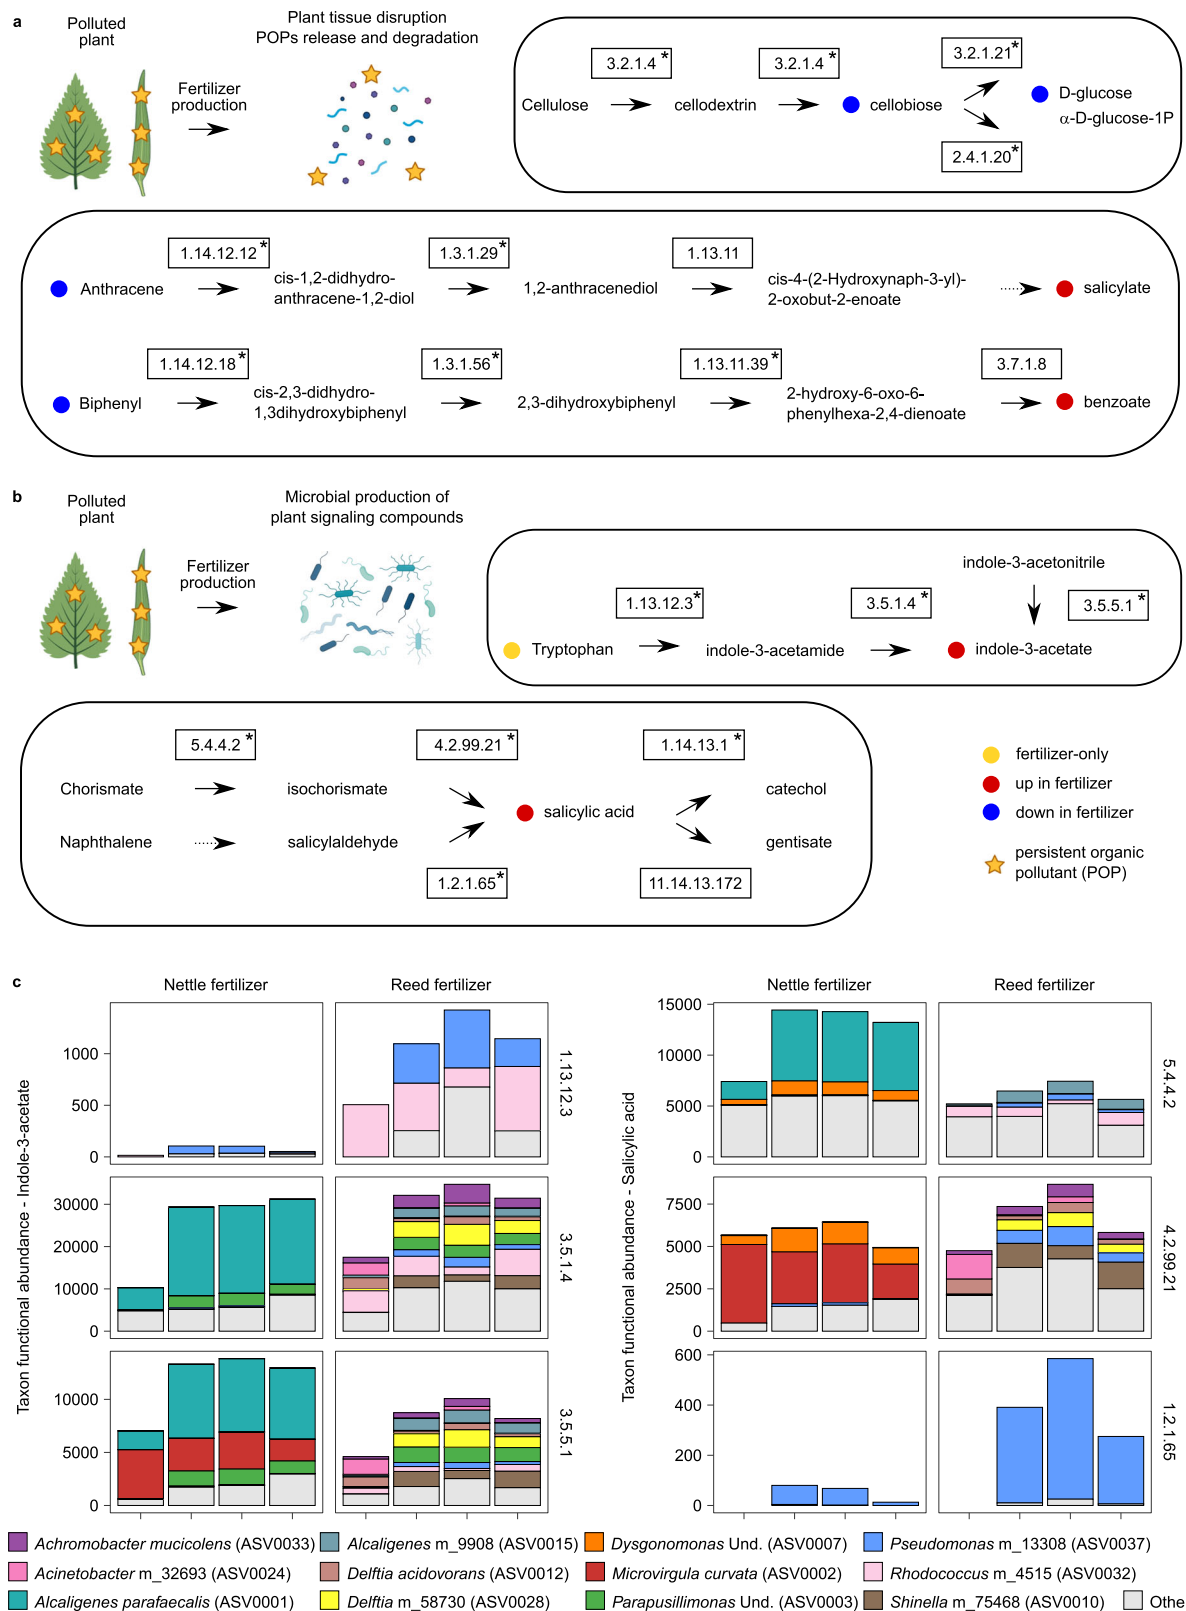 a
Polluted
plant
Fertilizer
production
Plant tissue disruption
POPs release and degradation
3.2.1.4*
3.2.1.4*
3.2.1.21*
Cellulose
cellodextrin
cellobiose
D-glucose
α-D-glucose-1P
2.4.1.20*
1.14.12.12*
1.3.1.29*
1.13.11
Anthracene
cis-1,2-didhydro-
anthracene-1,2-diol
1,2-anthracenediol
cis-4-(2-Hydroxynaph-3-yl)-
2-oxobut-2-enoate
salicylate
1.14.12.18*
1.3.1.56*
1.13.11.39*
3.7.1.8
Biphenyl
cis-2,3-didhydro-
1,3dihydroxybiphenyl
2,3-dihydroxybiphenyl
2-hydroxy-6-oxo-6-
phenylhexa-2,4-dienoate
benzoate
b
Polluted
plant
Fertilizer
production
Microbial production of
plant signaling compounds
indole-3-acetonitrile
1.13.12.3*
3.5.1.4*
3.5.5.1*
Tryptophan
indole-3-acetamide
indole-3-acetate
5.4.4.2*
4.2.99.21*
1.14.13.1*
Chorismate
isochorismate
salicylic acid
catechol
Naphthalene
salicylaldehyde
gentisate
1.2.1.65*
11.14.13.172
fertilizer-only
up in fertilizer
down in fertilizer
persistent organic
pollutant (POP)
c
Nettle fertilizer
Reed fertilizer
Taxon functional abundance - Indole-3-acetate
1000
500
0
1.13.12.3
30000
20000
10000
0
3.5.1.4
10000
5000
0
3.5.5.1
Nettle fertilizer
Reed fertilizer
Taxon functional abundance - Salicylic acid
15000
10000
5000
0
5.4.4.2
7500
5000
2500
0
4.2.99.21
600
400
200
0
1.2.1.65
Achromobacter mucicolens (ASV0033)
Alcaligenes m_9908 (ASV0015)
Dysgonomonas Und. (ASV0007)
Pseudomonas m_13308 (ASV0037)
Acinetobacter m_32693 (ASV0024)
Delftia acidovorans (ASV0012)
Microvirgula curvata (ASV0002)
Rhodococcus m_4515 (ASV0032)
Alcaligenes parafaecalis (ASV0001)
Delftia m_58730 (ASV0028)
Parapusillimonas Und. (ASV0003)
Shinella m_75468 (ASV0010)
Othe